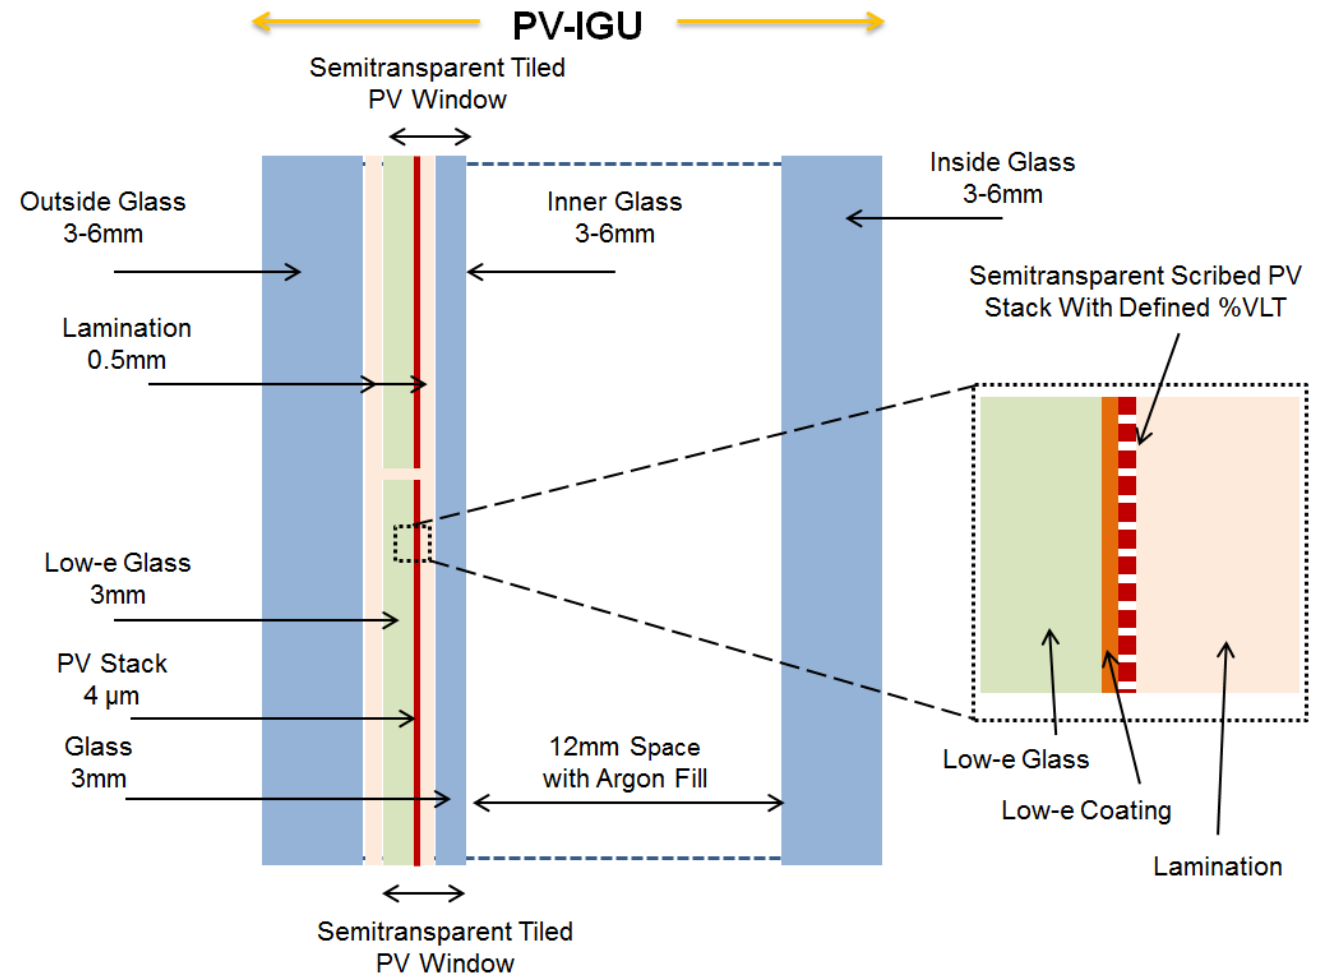 PV-IGU
Semitransparent Tiled
PV Window
Outside Glass
3-6mm
Inner Glass
3-6mm
Inside Glass
3-6mm
Lamination
0.5mm
Semitransparent Scribed PV
Stack With Defined %VLT
Low-e Glass
3mm
PV Stack
4 µm
Glass
3mm
12mm Space
with Argon Fill
Low-e Glass
Low-e Coating
Lamination
Semitransparent Tiled
PV Window